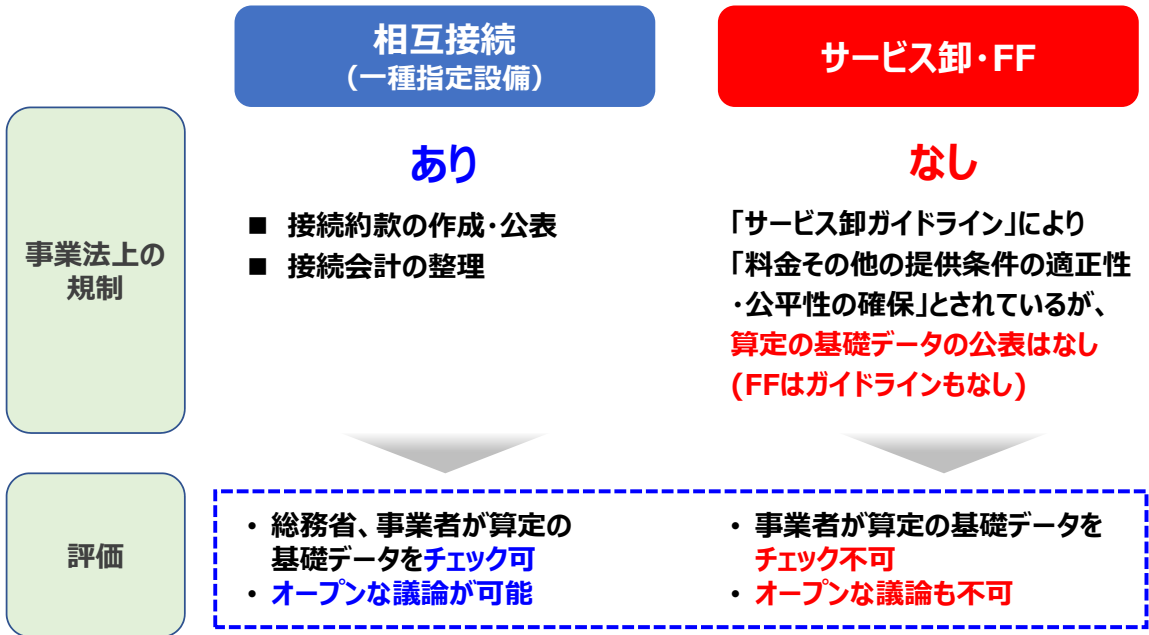 相互接続
（一種指定設備）
サービス卸・FF
事業法上の
規制
あり
■ 接続約款の作成・公表
■ 接続会計の整理
なし
「サービス卸ガイドライン」により
「料金その他の提供条件の適正性
・公平性の確保」とされているが、
算定の基礎データの公表はなし
(FFはガイドラインもなし)
評価
・ 総務省、事業者が算定の
基礎データをチェック可
・ オープンな議論が可能
・ 事業者が算定の基礎データを
チェック不可
・ オープンな議論も不可